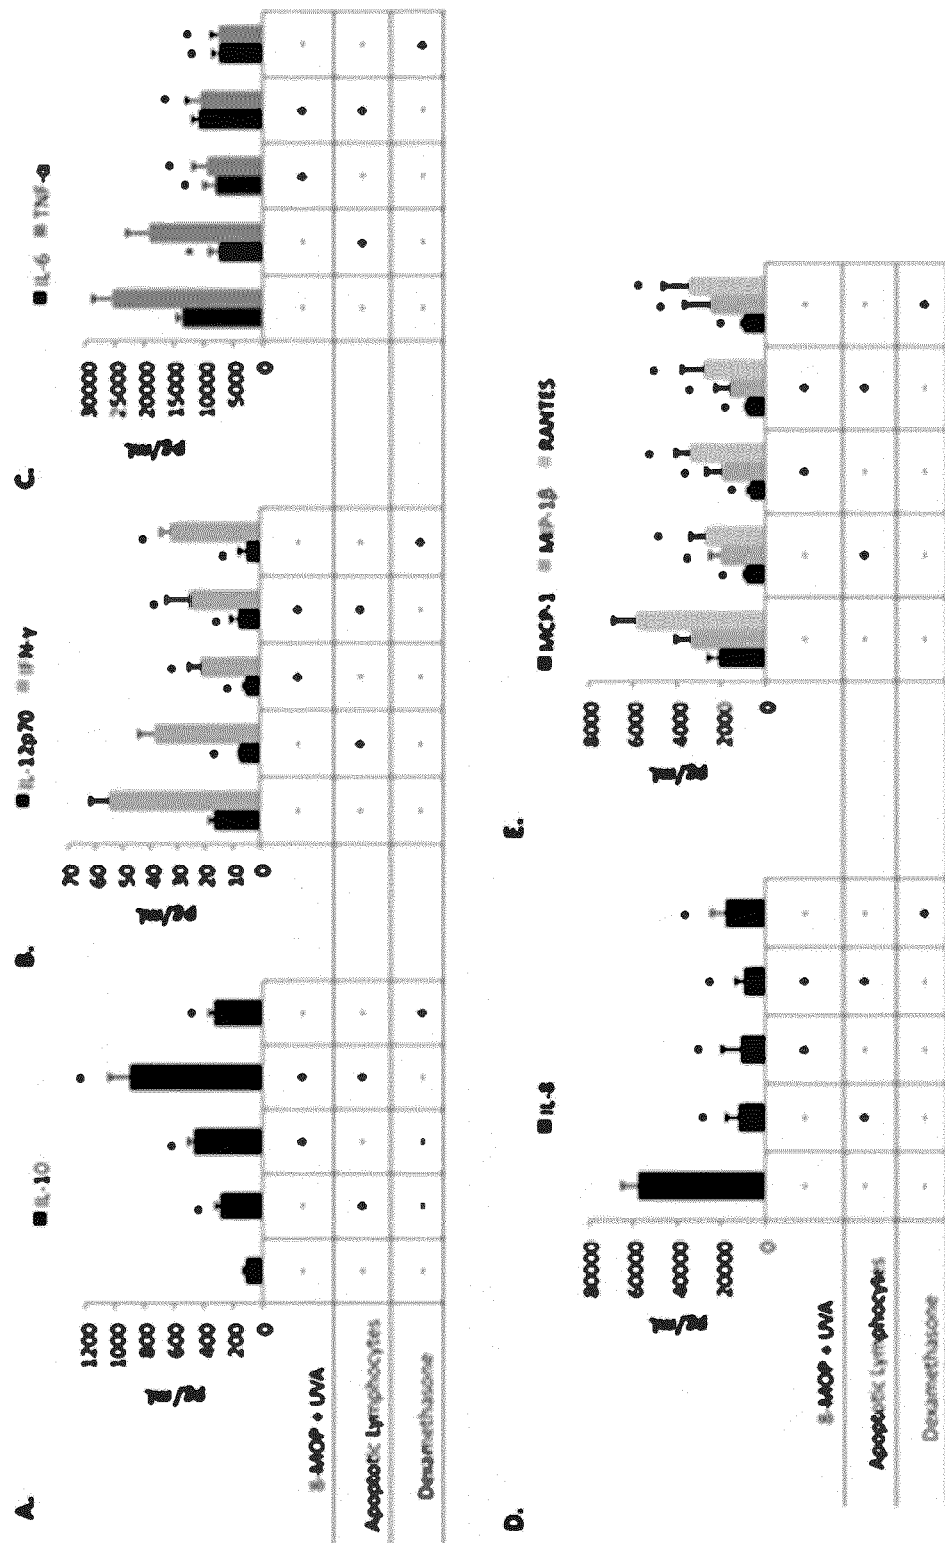 A.
IL-10
pg/mL
1200
1000
800
600
400
200
0
B.
IL-12p70 IFN-γ
pg/mL
70
60
50
40
30
20
10
0
C.
IL-6 TNF-α
pg/mL
30000
25000
20000
15000
10000
5000
0
8-MOP + UVA
Apoptotic Lymphocytes
Dexamethasone
D.
IL-8
pg/mL
80000
60000
40000
20000
0
E.
MCP-1 MIP-1β RANTES
pg/mL
8000
6000
4000
2000
0
8-MOP + UVA
Apoptotic Lymphocytes
Dexamethasone